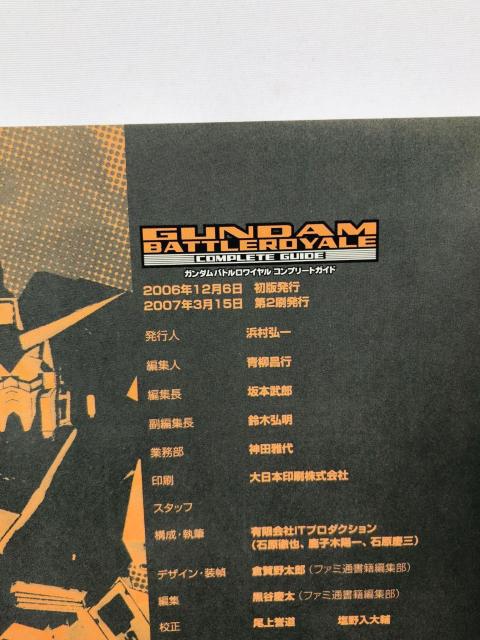 GUNDAM
BATTLEROYALE
COMPLETE GUIDE
ガンダムバトルロワイヤル コンプリートガイド
2006年12月6日 初版発行
2007年3月15日 第2刷発行
発行人 浜村弘一
編集人 青柳昌行
編集長 坂本武郎
副編集長 鈴木弘明
業務部 神田雅代
印刷 大日本印刷株式会社
スタッフ
構成・執筆 有限会社ITプロダクション
(石原徹也、鹿子木陽一、石原慶三)
デザイン・装幀 倉賀野太郎(ファミ通書籍編集部)
編集 黒谷慶太(ファミ通書籍編集部)
校正 尾上誉道 塩野入大輔